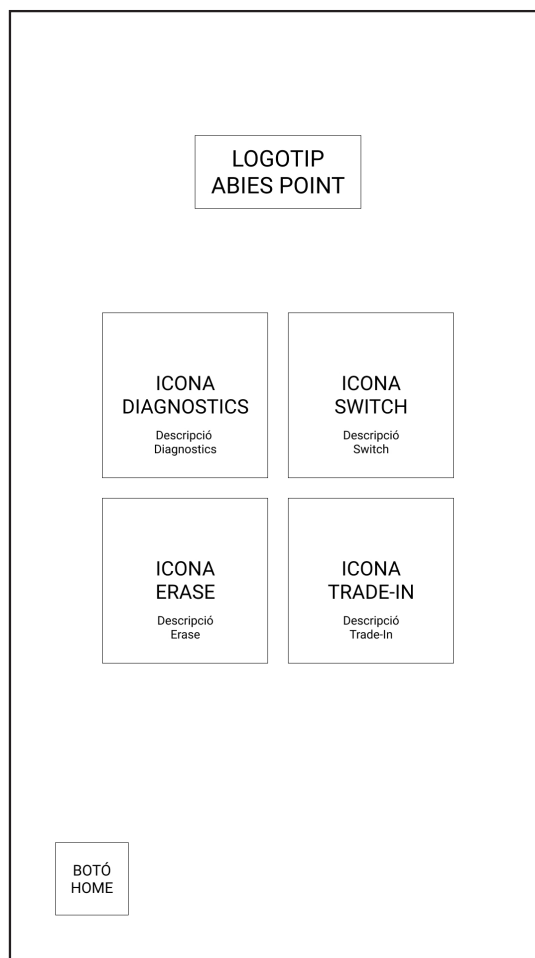 LOGOTIP
ABIES POINT
ICONA
DIAGNOSTICS
Descripció
Diagnostics
ICONA
SWITCH
Descripció
Switch
ICONA
ERASE
Descripció
Erase
ICONA
TRADE-IN
Descripció
Trade-In
BOTÓ
HOME